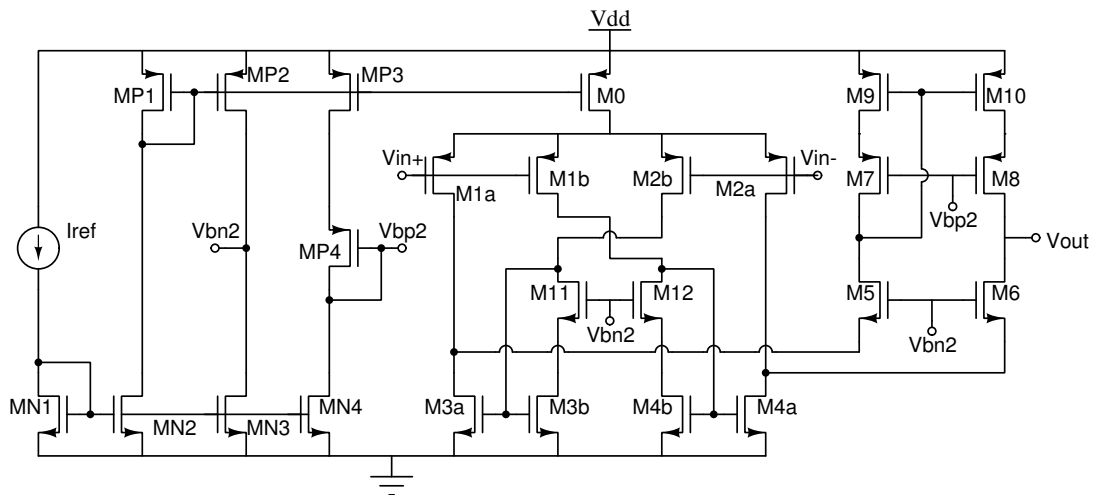 Vdd
MP1
MP2
MP3
M0
M9
M10
Vin+
M1a
M1b
M2b
M2a
Vin-
M7
M8
Vbp2
Iref
Vbn2
MP4
Vbp2
Vout
M11
M12
Vbn2
M5
M6
Vbn2
MN1
MN2
MN3
MN4
M3a
M3b
M4b
M4a